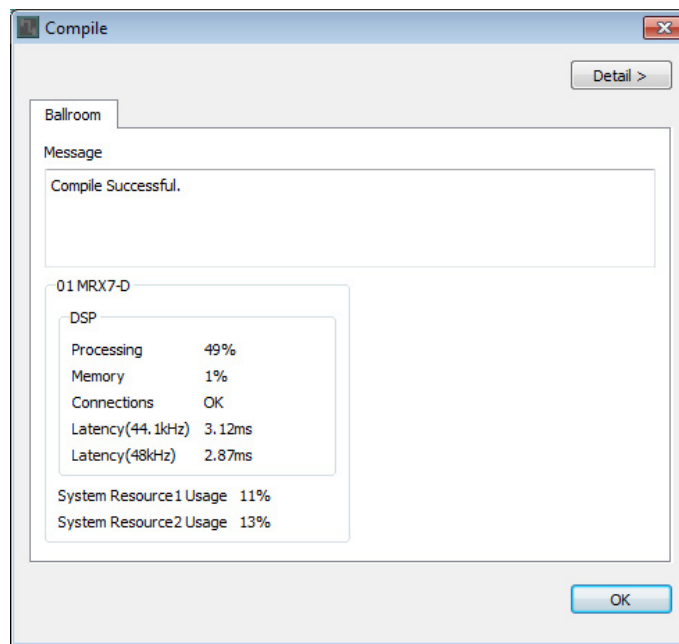 Compile
Detail >
Ballroom
Message
Compile Successful.
01 MRX7-D
DSP
Processing 49%
Memory 1%
Connections OK
Latency(44.1kHz) 3.12ms
Latency(48kHz) 2.87ms
System Resource1 Usage 11%
System Resource2 Usage 13%
OK